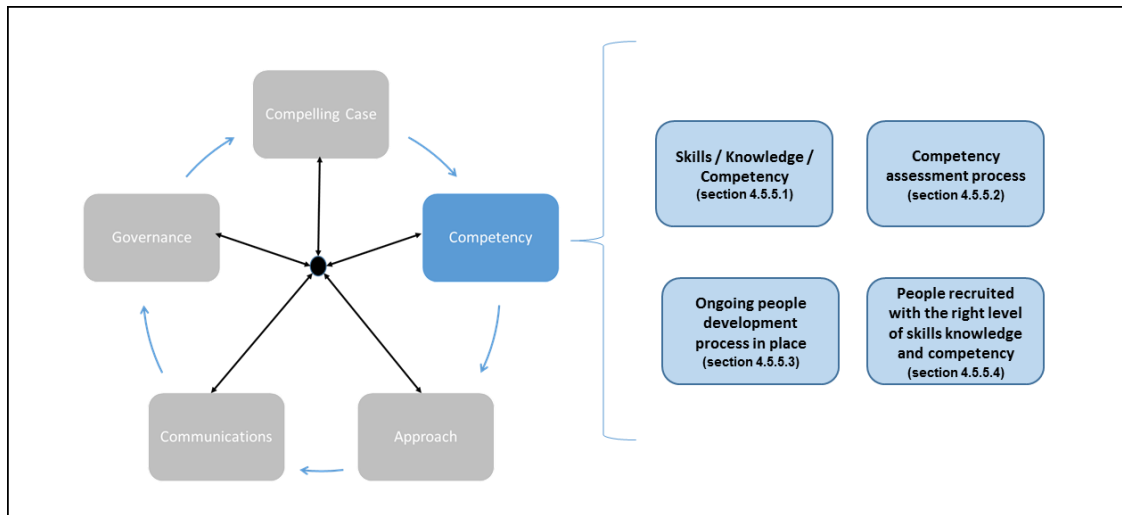 Compelling Case
Governance
Competency
Communications
Approach
Skills / Knowledge /
Competency
(section 4.5.5.1)
Competency
assessment process
(section 4.5.5.2)
Ongoing people
development
process in place
(section 4.5.5.3)
People recruited
with the right level
of skills knowledge
and competency
(section 4.5.5.4)